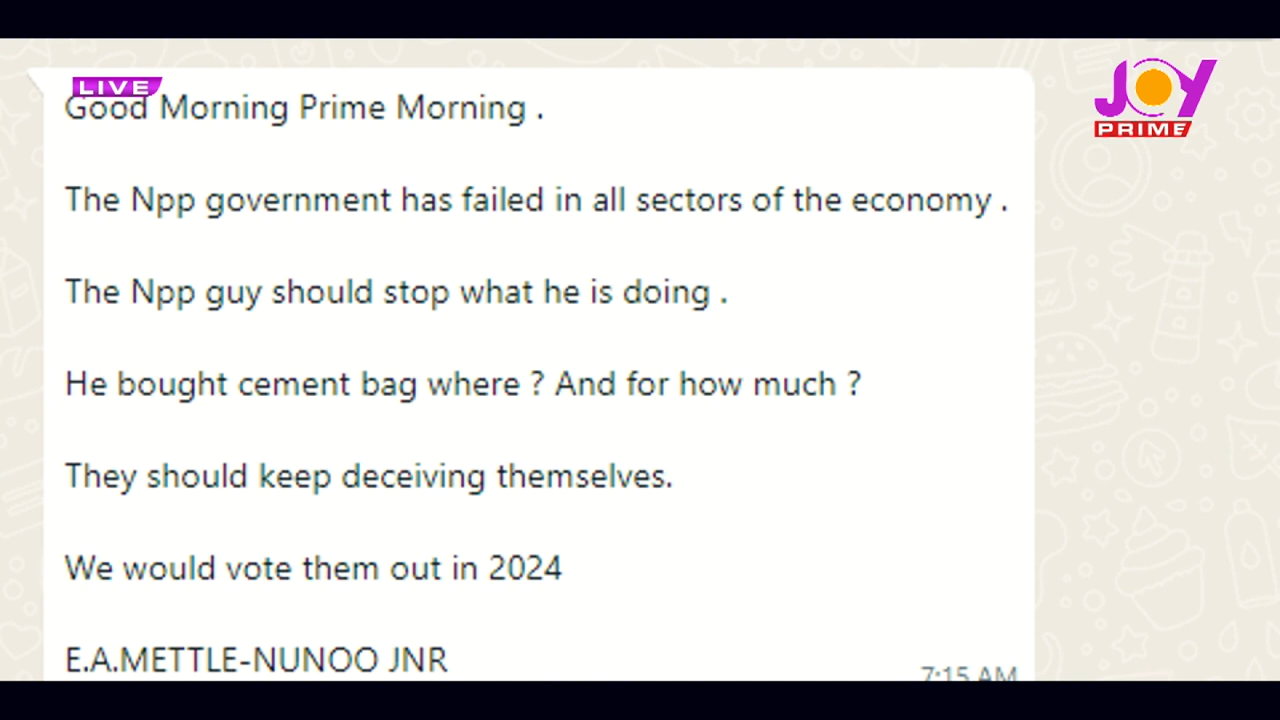 LIVE
JOY
PRIME
Good Morning Prime Morning .
The Npp government has failed in all sectors of the economy .
The Npp guy should stop what he is doing .
He bought cement bag where ? And for how much ?
They should keep deceiving themselves.
We would vote them out in 2024
E.A.METTLE-NUNOO JNR
7:15 AM